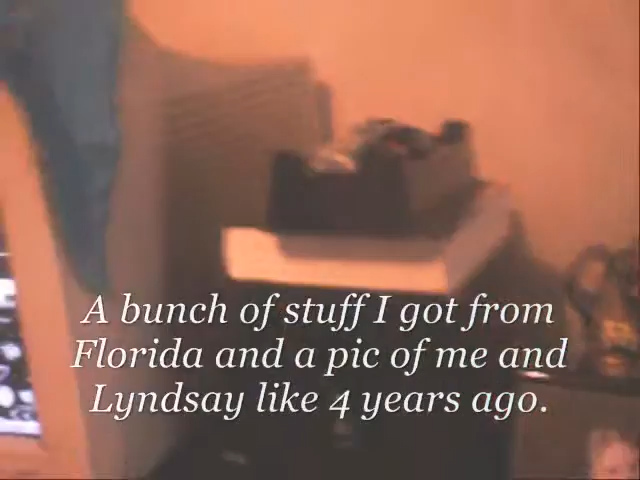 A bunch of stuff I got from
Florida and a pic of me and
Lyndsay like 4 years ago.